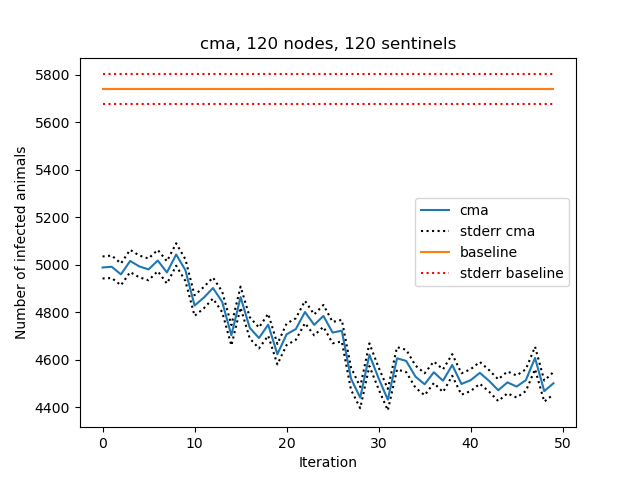 cma, 120 nodes, 120 sentinels
5800
5600
5400
5200
5000
4800
4600
4400
Number of infected animals
cma
stderr cma
baseline
stderr baseline
0
10
20
30
40
50
Iteration